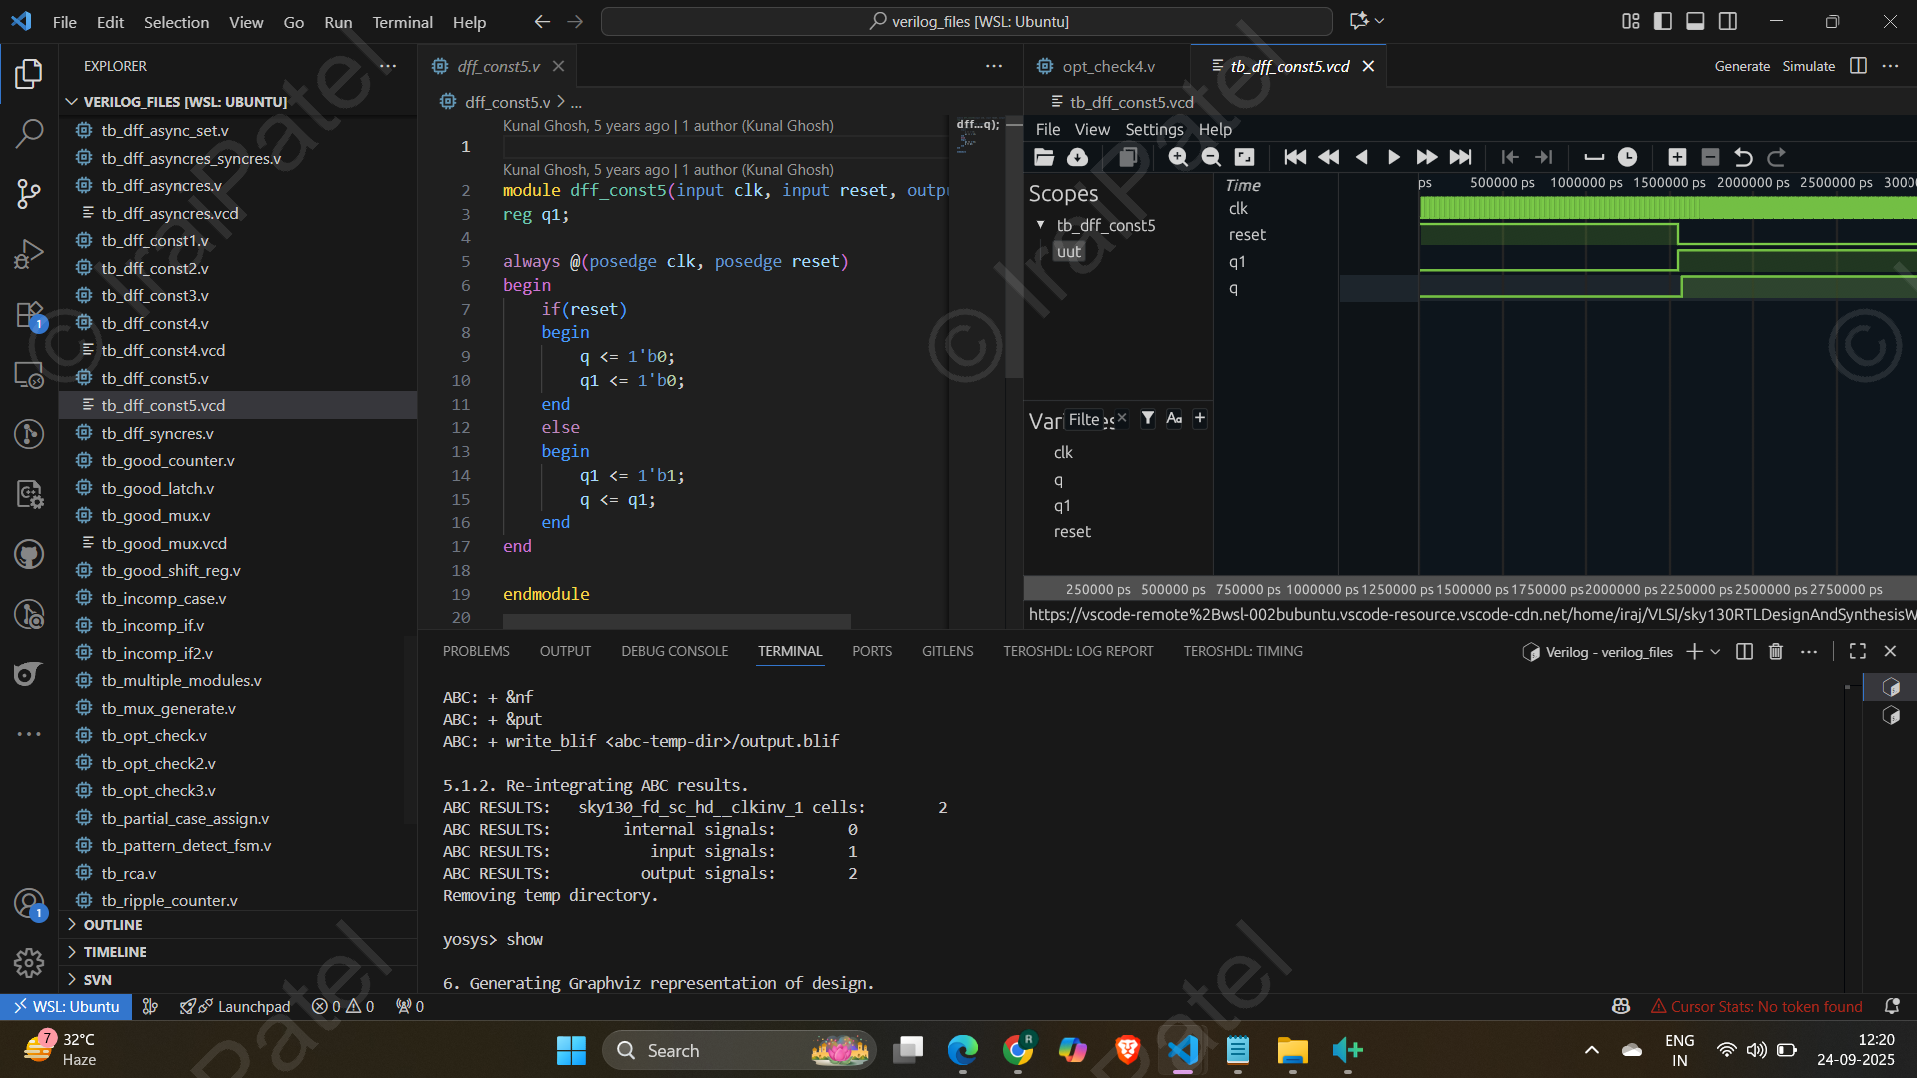 File Edit Selection View Go Run Terminal Help
verilog_files [WSL: Ubuntu]
EXPLORER
VERILOG_FILES [WSL: UBUNTU]
tb_dff_async_set.v
tb_dff_asyncres_syncres.v
tb_dff_asyncres.v
tb_dff_asyncres.vcd
tb_dff_const1.v
tb_dff_const2.v
tb_dff_const3.v
tb_dff_const4.v
tb_dff_const4.vcd
tb_dff_const5.v
tb_dff_const5.vcd
tb_dff_syncres.v
tb_good_counter.v
tb_good_latch.v
tb_good_mux.v
tb_good_mux.vcd
tb_good_shift_reg.v
tb_incomp_case.v
tb_incomp_if.v
tb_incomp_if2.v
tb_multiple_modules.v
tb_mux_generate.v
tb_opt_check.v
tb_opt_check2.v
tb_opt_check3.v
tb_partial_case_assign.v
tb_pattern_detect_fsm.v
tb_rca.v
tb_ripple_counter.v
OUTLINE
TIMELINE
SVN
1
1
dff_const5.v
dff_const5.v > ...
Kunal Ghosh, 5 years ago | 1 author (Kunal Ghosh)
1
Kunal Ghosh, 5 years ago | 1 author (Kunal Ghosh)
2 module dff_const5(input clk, input reset, outpu
3 reg q1;
4
5 always @(posedge clk, posedge reset)
6 begin
7 if(reset)
8 begin
9 q <= 1'b0;
10 q1 <= 1'b0;
11 end
12 else
13 begin
14 q1 <= 1'b1;
15 q <= q1;
16 end
17 end
18
19 endmodule
20
dff...q);
opt_check4.v
tb_dff_const5.vcd
Generate Simulate
tb_dff_const5.vcd
File View Settings Help
Scopes
tb_dff_const5
uut
Time
ps 500000 ps 1000000 ps 1500000 ps 2000000 ps 2500000 ps 30000
clk
reset
q1
q
Var Filte es
Aa
clk
q
q1
reset
250000 ps 500000 ps 750000 ps 1000000 ps 1250000 ps 1500000 ps 1750000 ps 2000000 ps 2250000 ps 2500000 ps 2750000 ps
https://vscode-remote%2Bwsl-002bubuntu.vscode-resource.vscode-cdn.net/home/iraj/VLSI/sky130RTLDesignAndSynthesisW
PROBLEMS OUTPUT DEBUG CONSOLE TERMINAL PORTS GITLENS TEROSHDL: LOG REPORT TEROSHDL: TIMING
Verilog - verilog_files
ABC: + &nf
ABC: + &put
ABC: + write_blif <abc-temp-dir>/output.blif
5.1.2. Re-integrating ABC results.
ABC RESULTS: sky130_fd_sc_hd__clkinv_1 cells: 2
ABC RESULTS: internal signals: 0
ABC RESULTS: input signals: 1
ABC RESULTS: output signals: 2
Removing temp directory.
yosys> show
6. Generating Graphviz representation of design.
WSL: Ubuntu Launchpad 0 0 0
Cursor Stats: No token found
7
32°C
Haze
Search
R
ENG
IN
12:20
24-09-2025
© IrajPatel